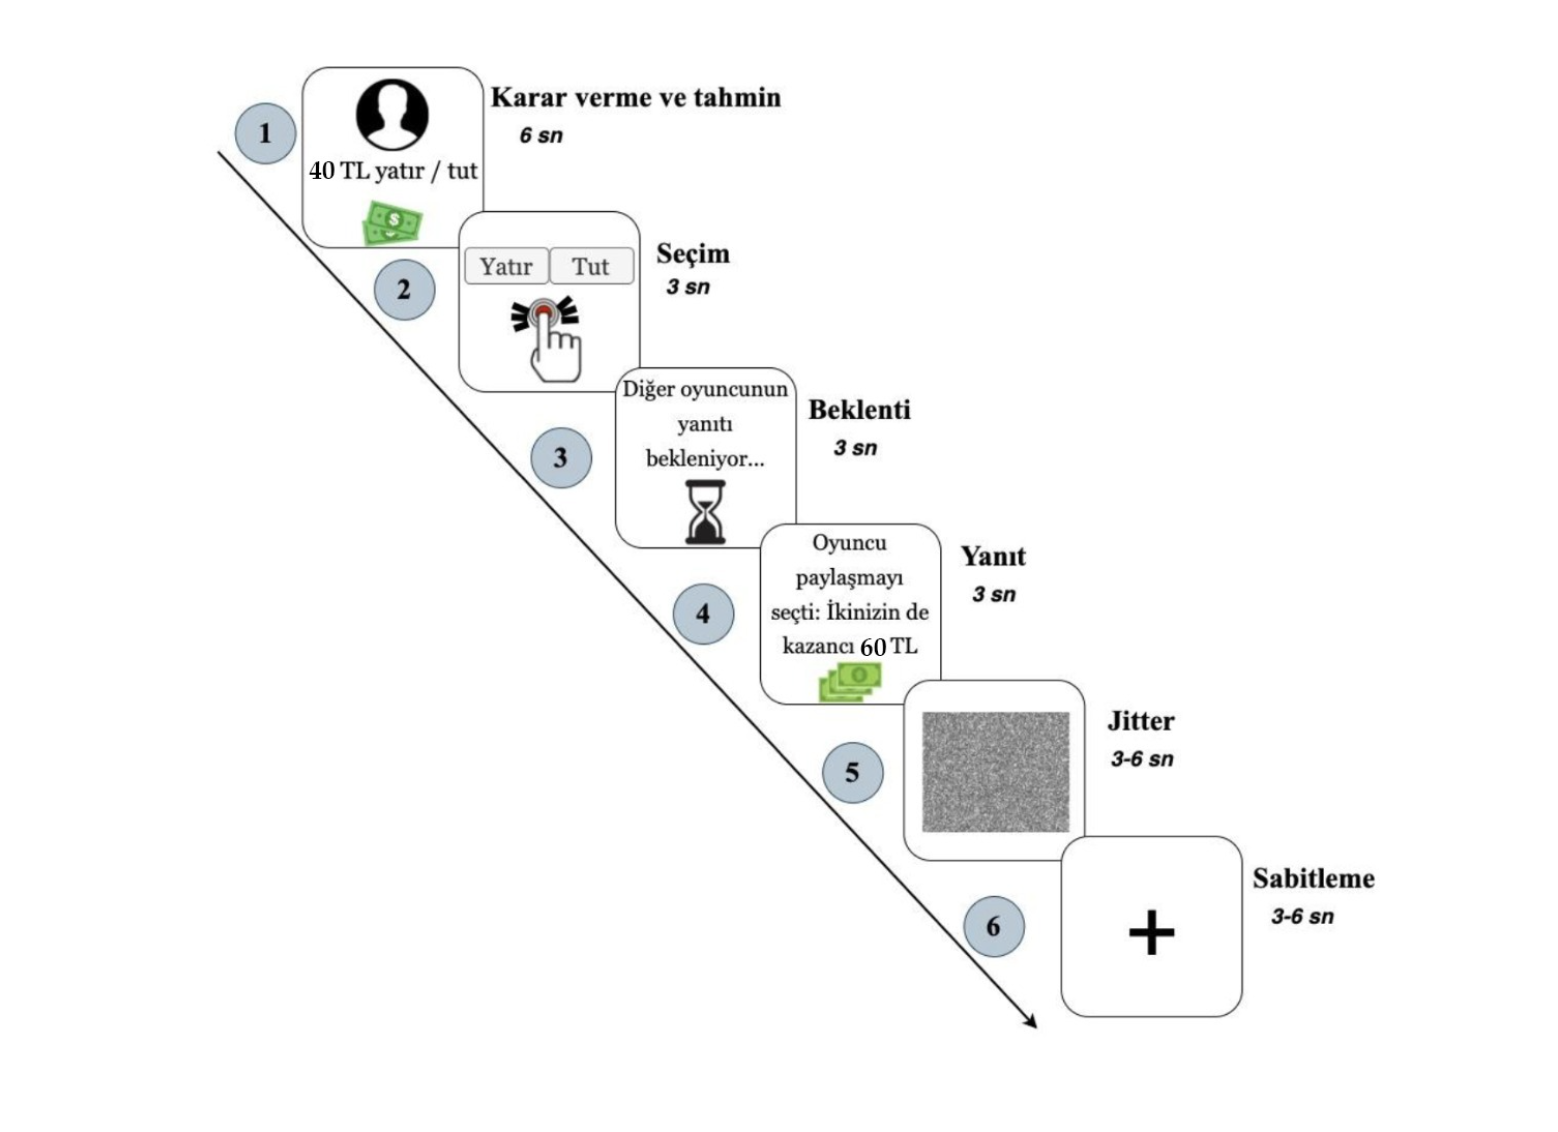 1
Karar verme ve tahmin
6 sn
40 TL yatır / tut
2
Yatır
Tut
Seçim
3 sn
3
Diğer oyuncunun
yanıtı
bekleniyor...
Beklenti
3 sn
4
Oyuncu
paylaşmayı
seçti: İkinizin de
kazancı 60 TL
Yanıt
3 sn
5
Jitter
3-6 sn
6
Sabitleme
3-6 sn